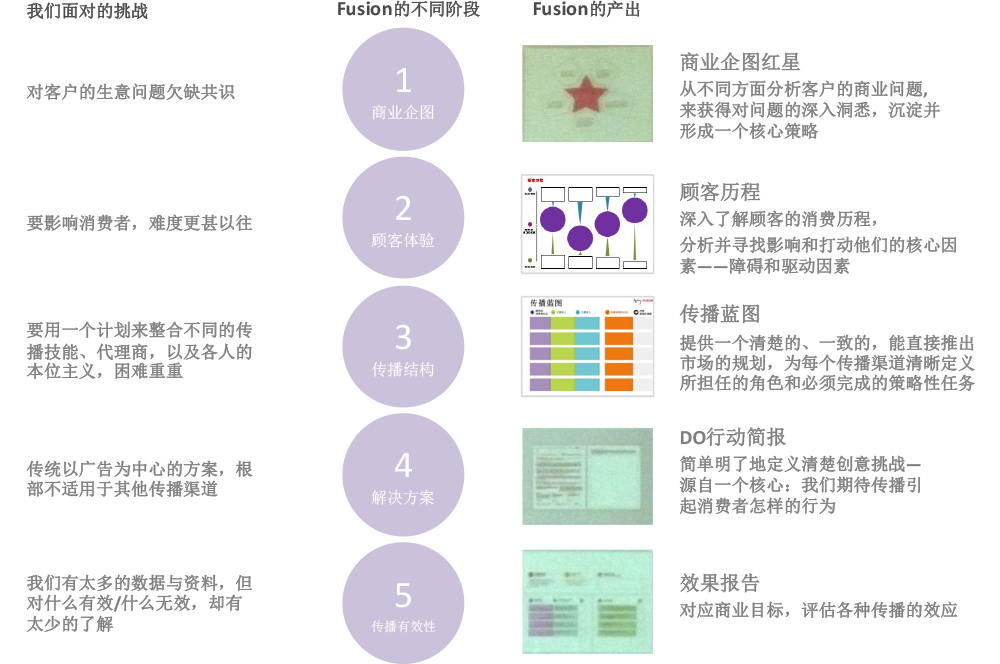 我们面对的挑战
Fusion的不同阶段
Fusion的产出
对客户的生意问题欠缺共识
1
商业企图
商业企图红星
从不同方面分析客户的商业问题,
来获得对问题的深入洞悉，沉淀并
形成一个核心策略
要影响消费者，难度更甚以往
2
顾客体验
顾客历程
深入了解顾客的消费历程，
分析并寻找影响和打动他们的核心因
素——障碍和驱动因素
要用一个计划来整合不同的传
播技能、代理商，以及各人的
本位主义，困难重重
3
传播结构
传播蓝图
传播蓝图
提供一个清楚的、一致的，能直接推出
市场的规划，为每个传播渠道清晰定义
所担任的角色和必须完成的策略性任务
传统以广告为中心的方案，根
部不适用于其他传播渠道
4
解决方案
DO行动简报
简单明了地定义清楚创意挑战—
源自一个核心：我们期待传播引
起消费者怎样的行为
我们有太多的数据与资料，但
对什么有效/什么无效，却有
太少的了解
5
传播有效性
效果报告
对应商业目标，评估各种传播的效应